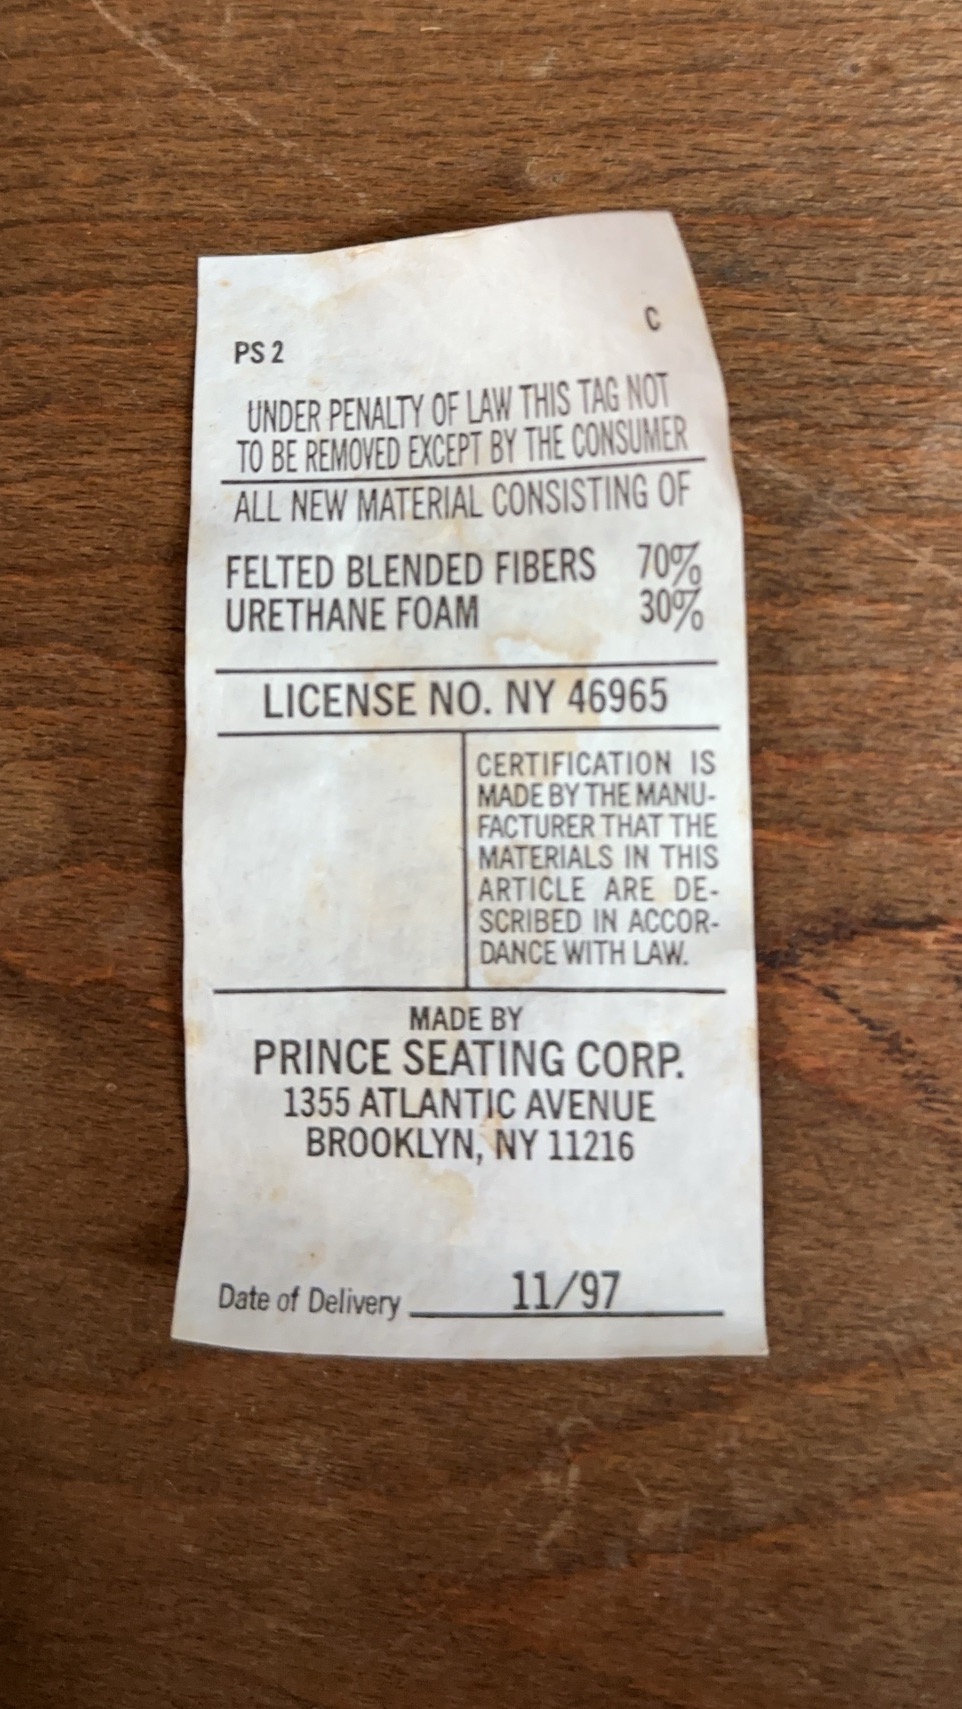 C
PS 2
UNDER PENALTY OF LAW THIS TAG NOT
TO BE REMOVED EXCEPT BY THE CONSUMER
ALL NEW MATERIAL CONSISTING OF
FELTED BLENDED FIBERS 70%
URETHANE FOAM 30%
LICENSE NO. NY 46965
CERTIFICATION IS
MADE BY THE MANU-
FACTURER THAT THE
MATERIALS IN THIS
ARTICLE ARE DE-
SCRIBED IN ACCOR-
DANCE WITH LAW.
MADE BY
PRINCE SEATING CORP.
1355 ATLANTIC AVENUE
BROOKLYN, NY 11216
Date of Delivery 11/97